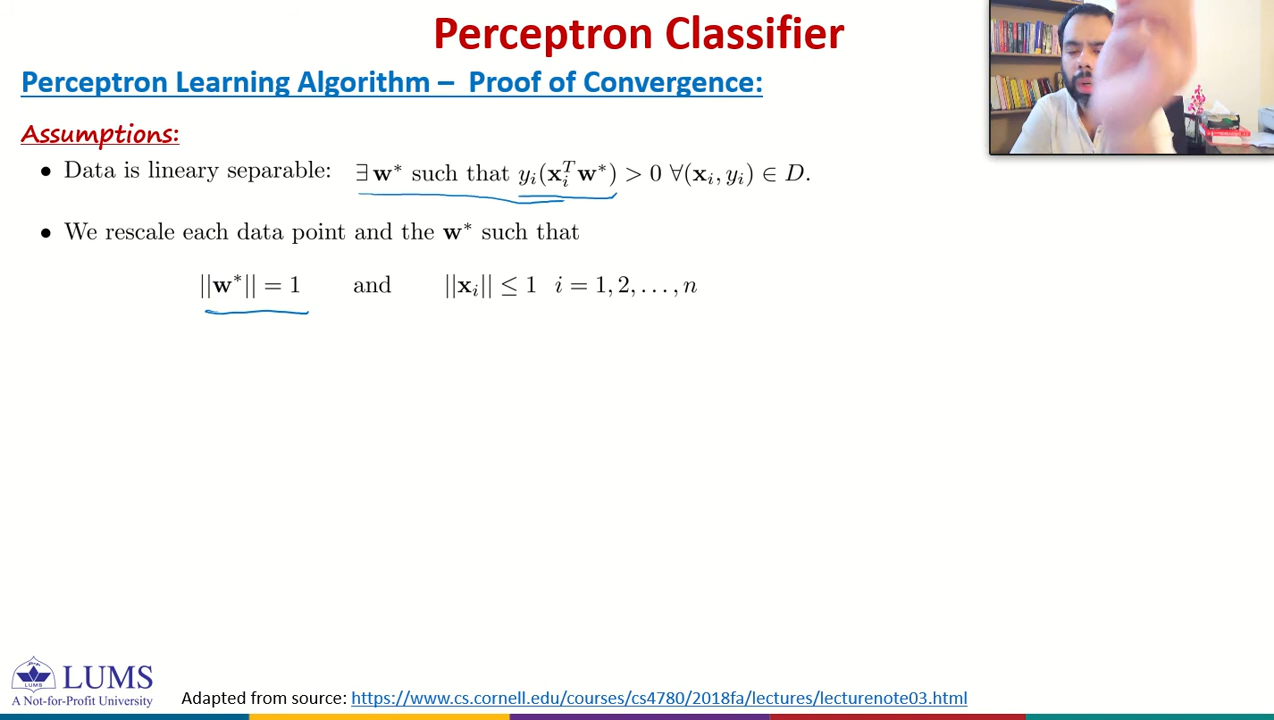 Perceptron Classifier
Perceptron Learning Algorithm – Proof of Convergence:
Assumptions:
• Data is lineary separable: ∃ w* such that yᵢ(xᵢᵀw*) > 0 ∀(xᵢ, yᵢ) ∈ D.
• We rescale each data point and the w* such that
||w*|| = 1 and ||xᵢ|| ≤ 1 i = 1, 2, . . . , n
LUMS
A Not-for-Profit University
Adapted from source: https://www.cs.cornell.edu/courses/cs4780/2018fa/lectures/lecturenote03.html